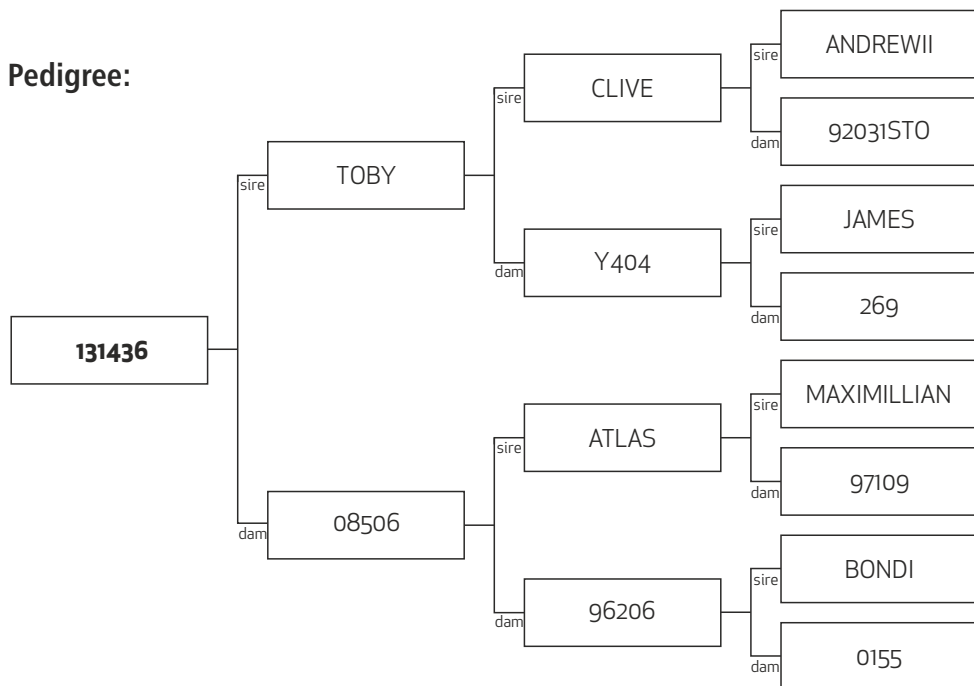 Pedigree:
ANDREWII
sire
CLIVE
sire
92031STO
dam
TOBY
sire
JAMES
sire
Y404
dam
269
dam
131436
MAXIMILLIAN
sire
ATLAS
sire
97109
dam
08506
dam
BONDI
sire
96206
dam
0155
dam